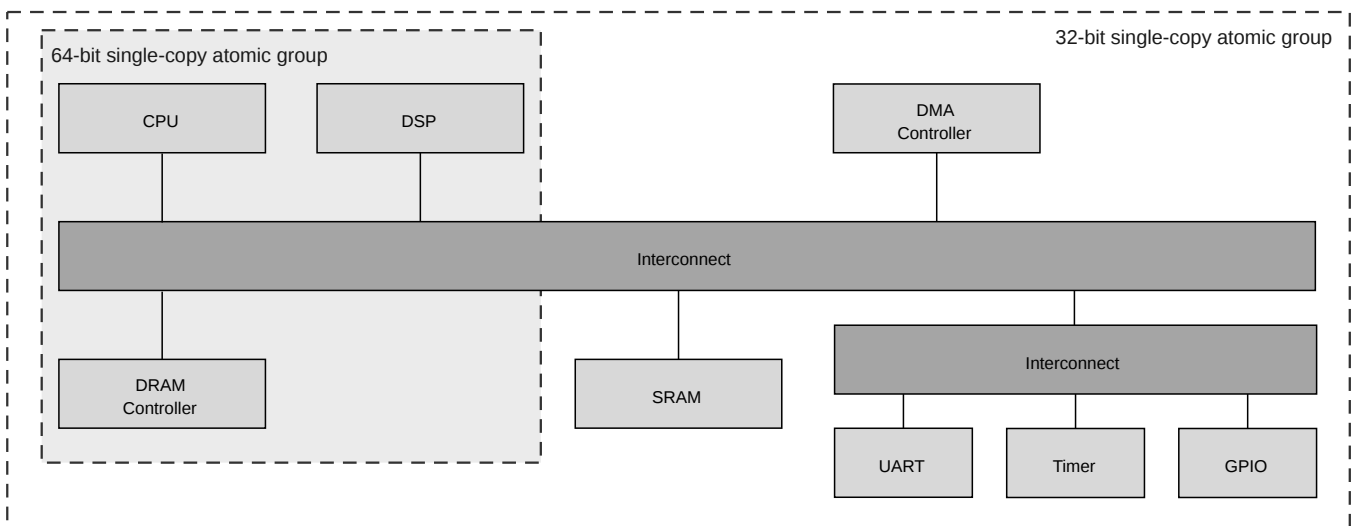 32-bit single-copy atomic group
64-bit single-copy atomic group
CPU
DSP
DMA
Controller
Interconnect
DRAM
Controller
SRAM
Interconnect
UART
Timer
GPIO